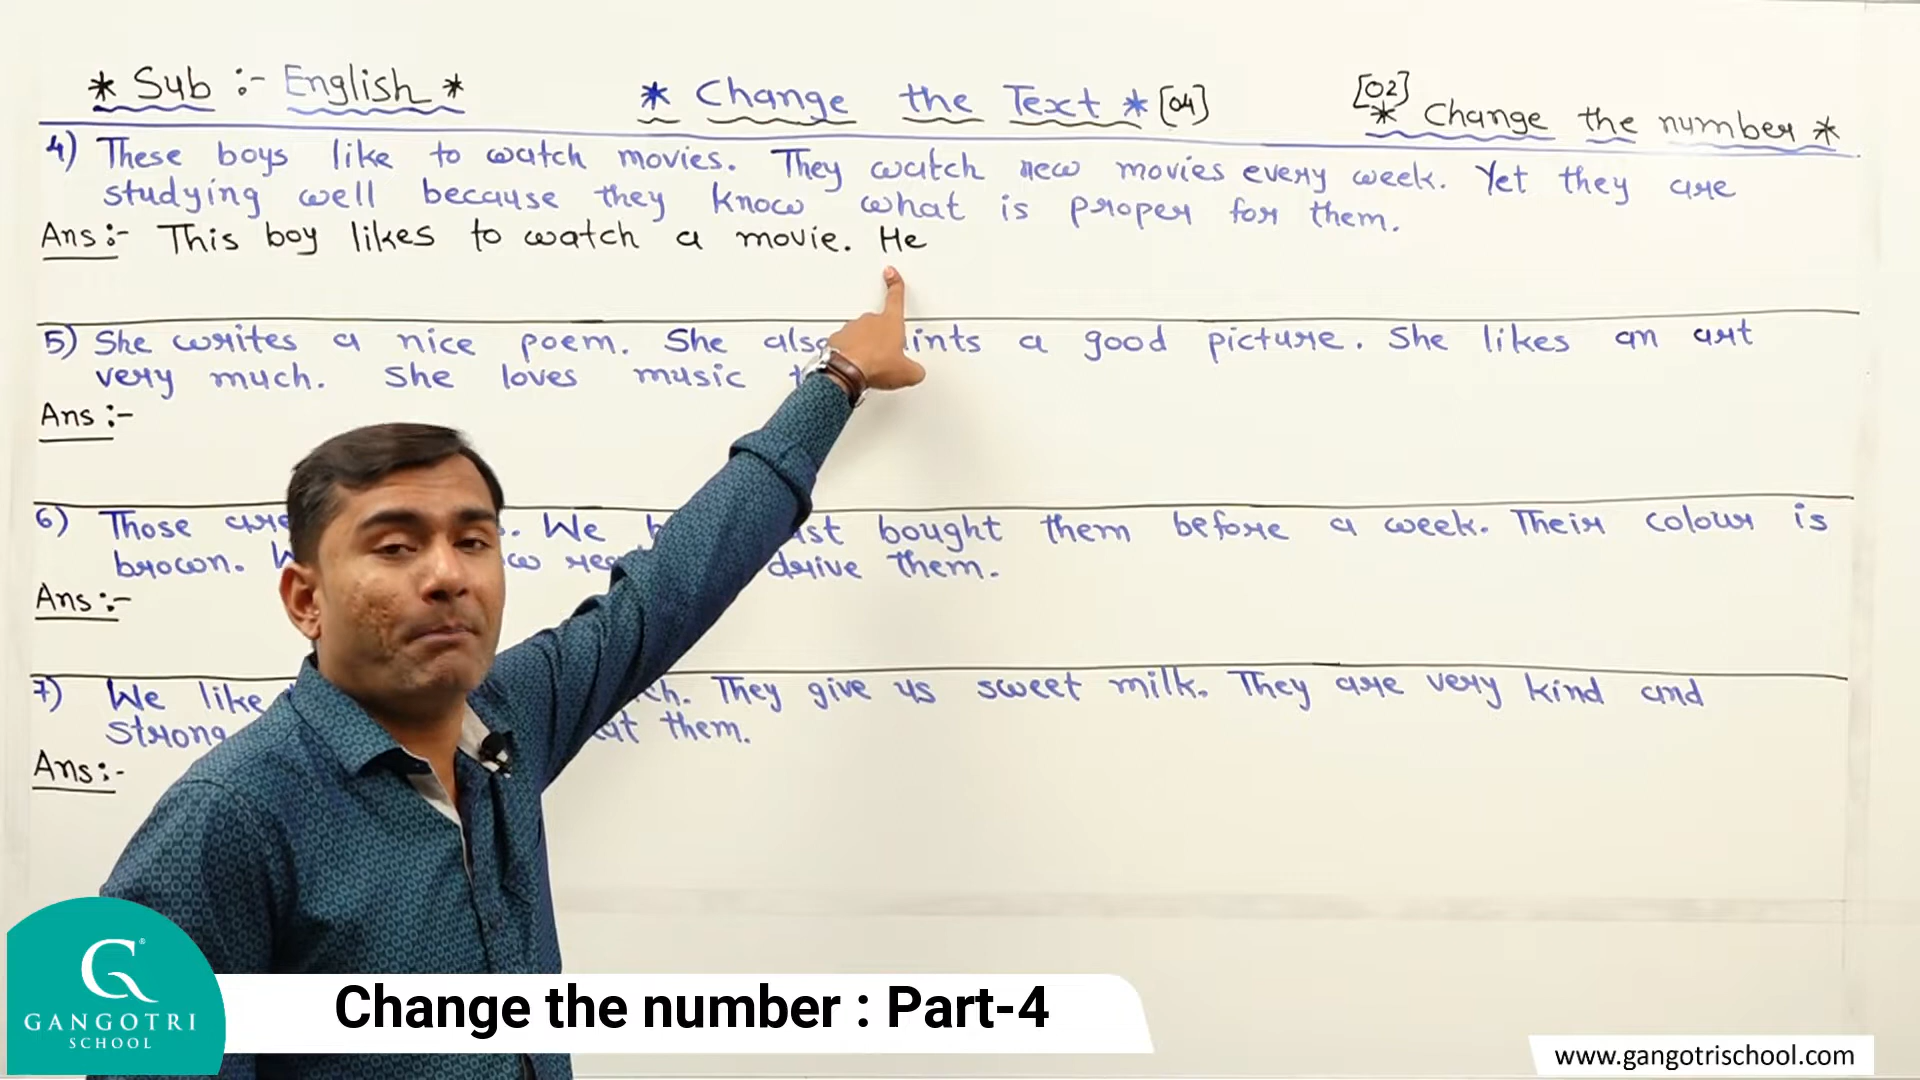 * Sub :- English *
* Change the Text * [04]
[02]
* Change the number *
4) These boys like to watch movies. They watch new movies every week. Yet they are
studying well because they know what is proper for them.
Ans :- This boy likes to watch a movie. He
5) She writes a nice poem. She also a good picture. She likes an art
very much. She loves music
Ans :-
6) Those are We bought them before a week. Their colour is
brown. drive them.
Ans :-
7) We like They give us sweet milk. They are very kind and
strong them.
Ans :-
Change the number : Part-4
G®
GANGOTRI
SCHOOL
www.gangotrischool.com